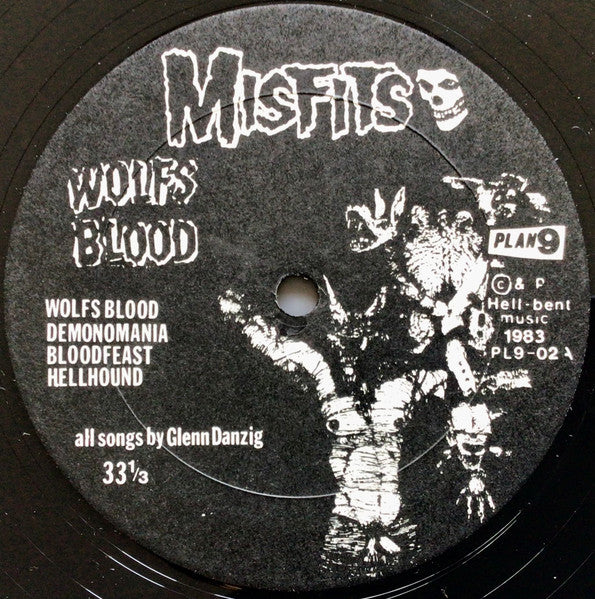 MISFITS
WOLFS
BLOOD
PLAN 9
WOLFS BLOOD
DEMONOMANIA
BLOODFEAST
HELLHOUND
© & P
Hell-bent
music
1983
PL9-02A
all songs by Glenn Danzig
33⅓